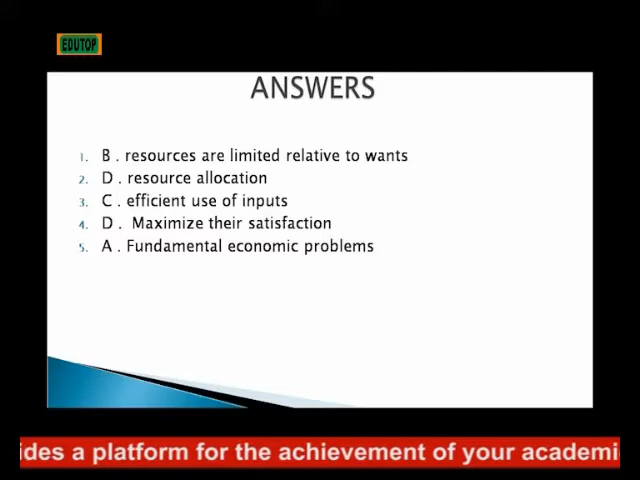 EDUTOP
ANSWERS
1. B . resources are limited relative to wants
2. D . resource allocation
3. C . efficient use of inputs
4. D . Maximize their satisfaction
5. A . Fundamental economic problems
ides a platform for the achievement of your academi